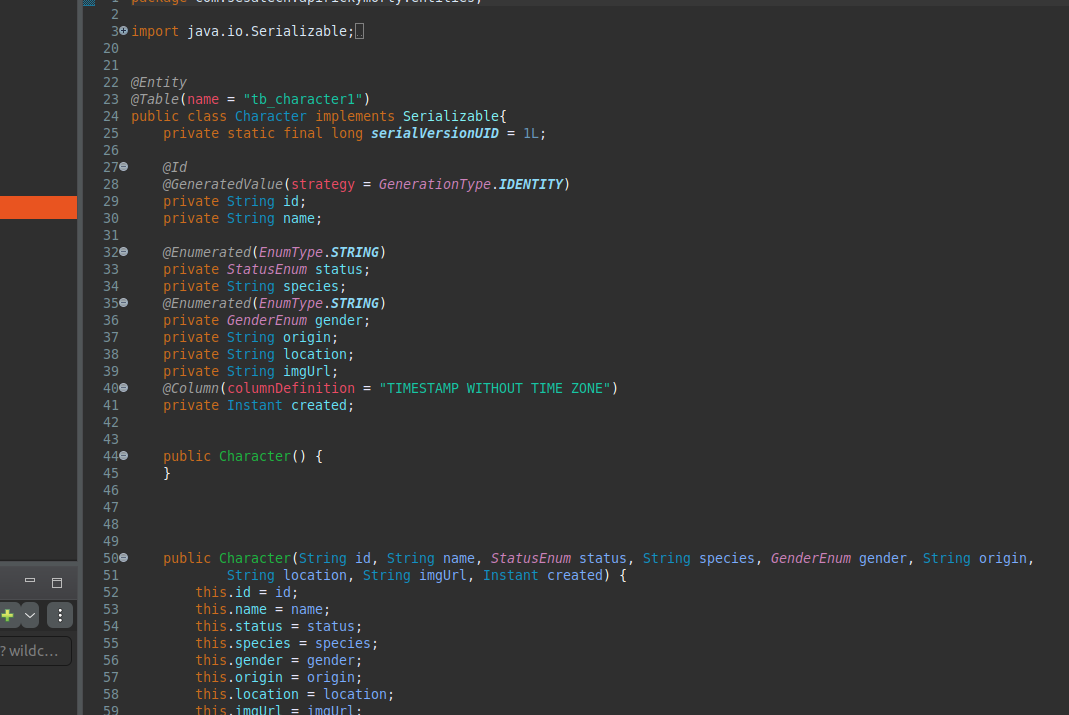 1 package com.sesatech.apirickymorty.entities;
2
3 import java.io.Serializable;
20
21
22 @Entity
23 @Table(name = "tb_character1")
24 public class Character implements Serializable{
25 private static final long serialVersionUID = 1L;
26
27 @Id
28 @GeneratedValue(strategy = GenerationType.IDENTITY)
29 private String id;
30 private String name;
31
32 @Enumerated(EnumType.STRING)
33 private StatusEnum status;
34 private String species;
35 @Enumerated(EnumType.STRING)
36 private GenderEnum gender;
37 private String origin;
38 private String location;
39 private String imgUrl;
40 @Column(columnDefinition = "TIMESTAMP WITHOUT TIME ZONE")
41 private Instant created;
42
43
44 public Character() {
45 }
46
47
48
49
50 public Character(String id, String name, StatusEnum status, String species, GenderEnum gender, String origin,
51 String location, String imgUrl, Instant created) {
52 this.id = id;
53 this.name = name;
54 this.status = status;
55 this.species = species;
56 this.gender = gender;
57 this.origin = origin;
58 this.location = location;
59 this.imgUrl = imgUrl;
? wildc...